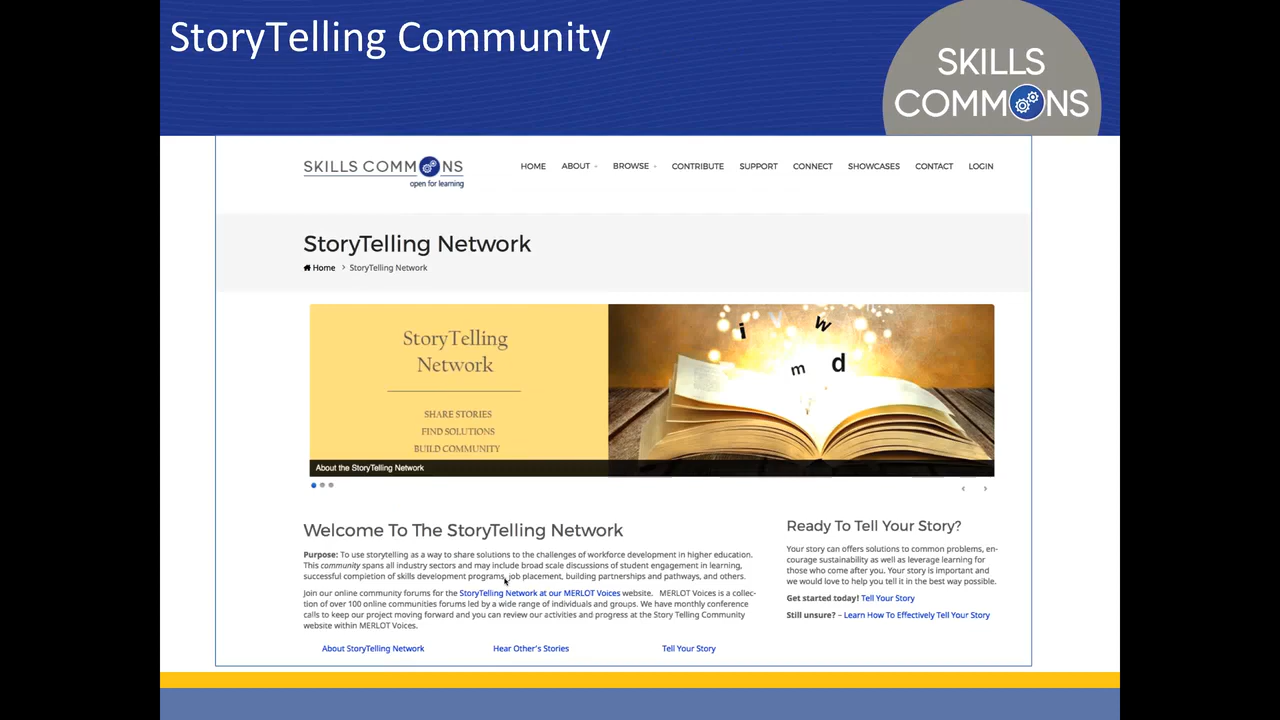 StoryTelling Community
SKILLS
COMMONS
SKILLS COMMONS
open for learning
HOME ABOUT BROWSE CONTRIBUTE SUPPORT CONNECT SHOWCASES CONTACT LOGIN
StoryTelling Network
Home > StoryTelling Network
StoryTelling
Network
SHARE STORIES
FIND SOLUTIONS
BUILD COMMUNITY
i v w
m d
About the StoryTelling Network
‹ ›
Welcome To The StoryTelling Network
Purpose: To use storytelling as a way to share solutions to the challenges of workforce development in higher education.
This community spans all industry sectors and may include broad scale discussions of student engagement in learning,
successful completion of skills development programs, job placement, building partnerships and pathways, and others.
Join our online community forums for the StoryTelling Network at our MERLOT Voices website. MERLOT Voices is a collec-
tion of over 100 online communities forums led by a wide range of individuals and groups. We have monthly conference
calls to keep our project moving forward and you can review our activities and progress at the Story Telling Community
website within MERLOT Voices.
About StoryTelling Network Hear Other's Stories Tell Your Story
Ready To Tell Your Story?
Your story can offers solutions to common problems, en-
courage sustainability as well as leverage learning for
those who come after you. Your story is important and
we would love to help you tell it in the best way possible.
Get started today! Tell Your Story
Still unsure? – Learn How To Effectively Tell Your Story